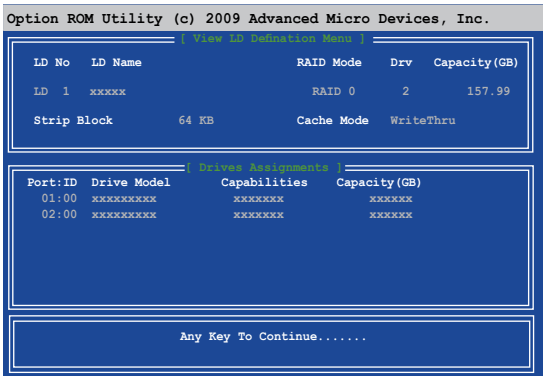 Option ROM Utility (c) 2009 Advanced Micro Devices, Inc.
[ View LD Defination Menu ]
LD No LD Name RAID Mode Drv Capacity(GB)
LD 1 xxxxx RAID 0 2 157.99
Strip Block 64 KB Cache Mode WriteThru
[ Drives Assignments ]
Port:ID Drive Model Capabilities Capacity(GB)
01:00 xxxxxxxxx xxxxxxx xxxxxx
02:00 xxxxxxxxx xxxxxxx xxxxxx
Any Key To Continue.......